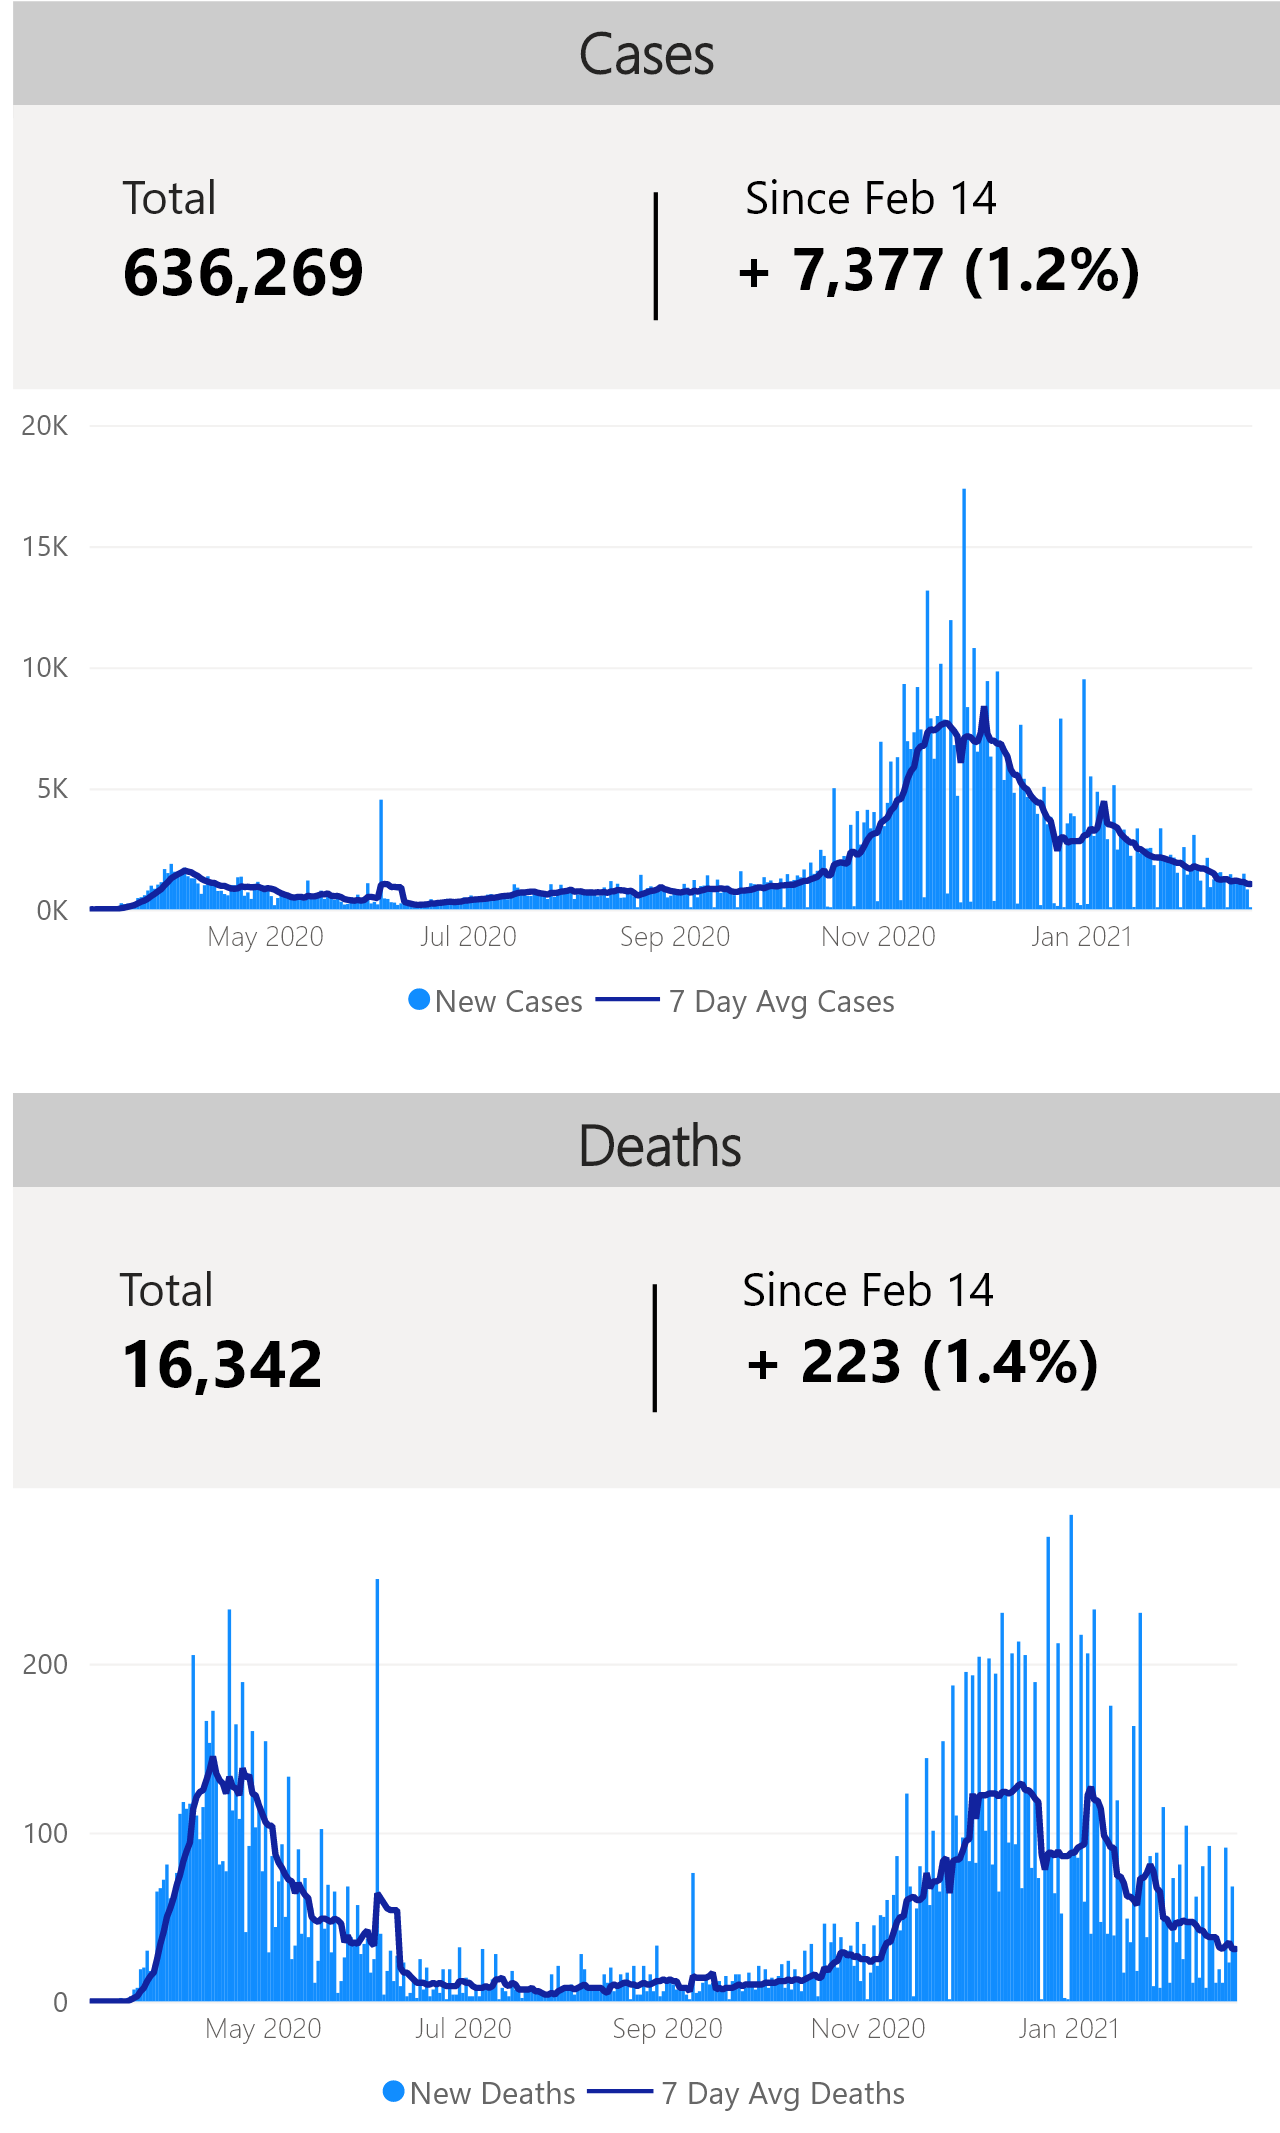 Cases
Total
Since Feb 14
636,269
+ 7,377 (1.2%)
20K
15K
10K
5K
0K
May 2020
Jul 2020
Sep 2020
Nov 2020
Jan 2021
New Cases
7 Day Avg Cases
Deaths
Total
Since Feb 14
16,342
+ 223 (1.4%)
200
100
0
May 2020
Jul 2020
Sep 2020
Nov 2020
Jan 2021
New Deaths
7 Day Avg Deaths